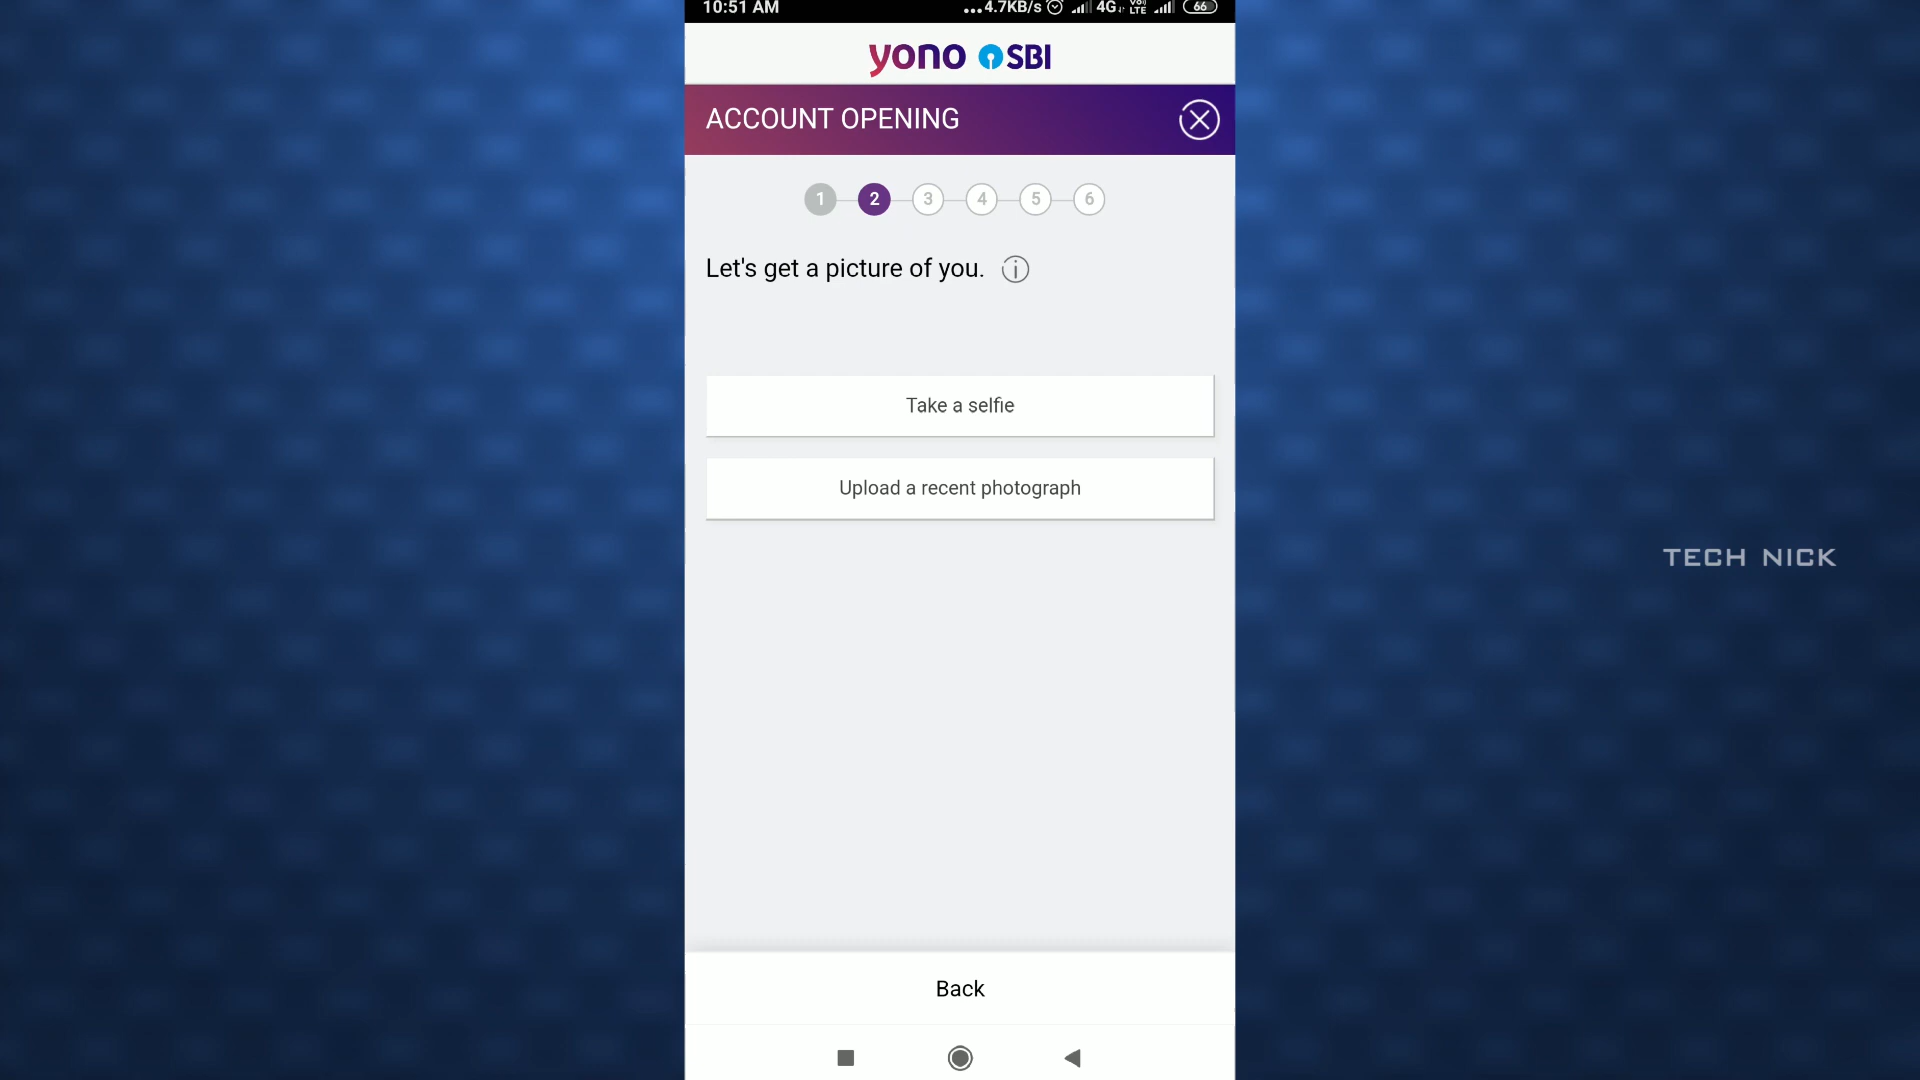 10:51 AM ...4.7KB/s 4G VoLTE 66
yono SBI
ACCOUNT OPENING
1 2 3 4 5 6
Let's get a picture of you.
Take a selfie
Upload a recent photograph
TECH NICK
Back